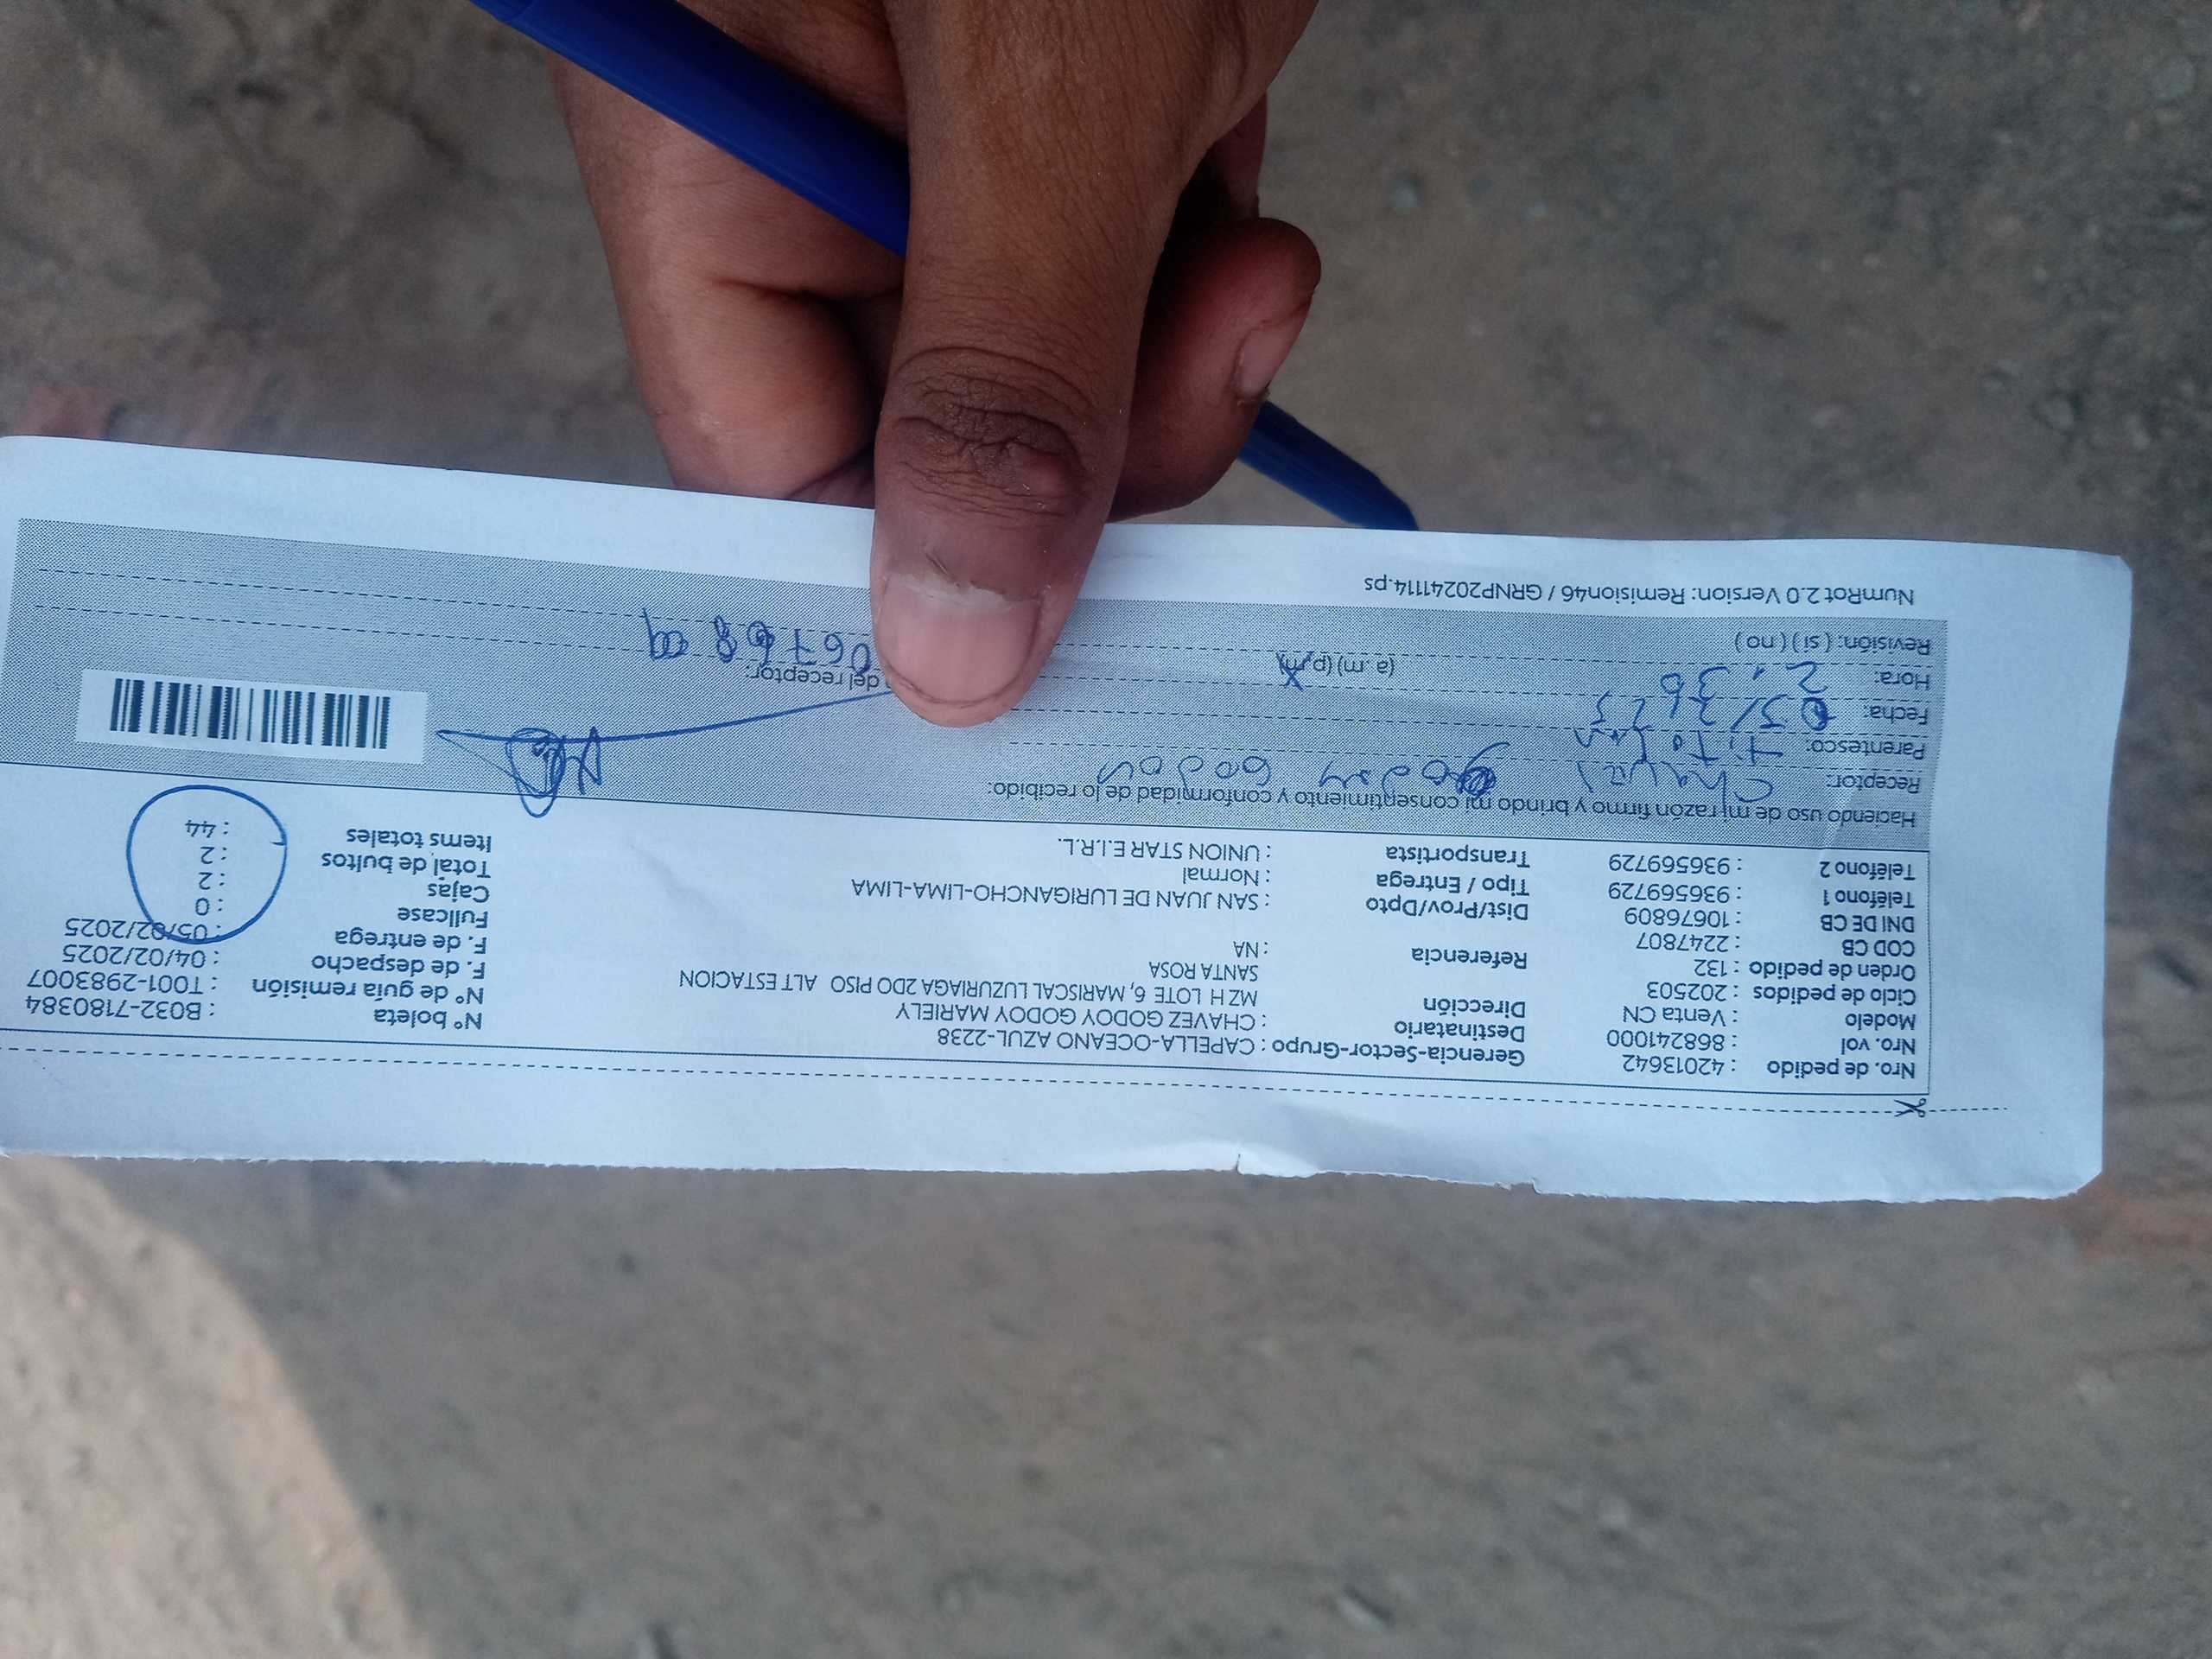 Nro. de pedido : 42013642
Nro. vol : 868241000
Modelo : Venta CN
Ciclo de pedidos : 202503
Orden de pedido : 132
COD CB : 2247807
DNI DE CB : 10676809
Teléfono 1 : 936569729
Teléfono 2 : 936569729
Gerencia-Sector-Grupo : CAPELLA-OCEANO AZUL-2238
Destinatario : CHAVEZ GODOY GODOY MARIELY
Dirección MZ H LOTE 6, MARISCAL LUZURIAGA 2DO PISO ALT ESTACION
SANTA ROSA
Referencia : NA
Dist/Prov/Dpto : SAN JUAN DE LURIGANCHO-LIMA-LIMA
Tipo / Entrega : Normal
Transportista : UNION STAR E.I.R.L.
N° boleta : B032-7180384
N° de guía remisión : T001-2983007
F. de despacho : 04/02/2025
F. de entrega : 05/02/2025
Fullcase : 0
Cajas : 2
Total de bultos : 2
Items totales : 44
Haciendo uso de mi razón firmo y brindo mi consentimiento y conformidad de lo recibido:
Receptor: Chavez Godoy Godoy
Parentesco: titular
Fecha: 05/2/25
Hora: 2:36 (a. m) (p.m)
Revisión: ( si ) ( no )
del receptor:
06768 09
NumRot 2.0 Version: Remision46 / GRNP20241114.ps